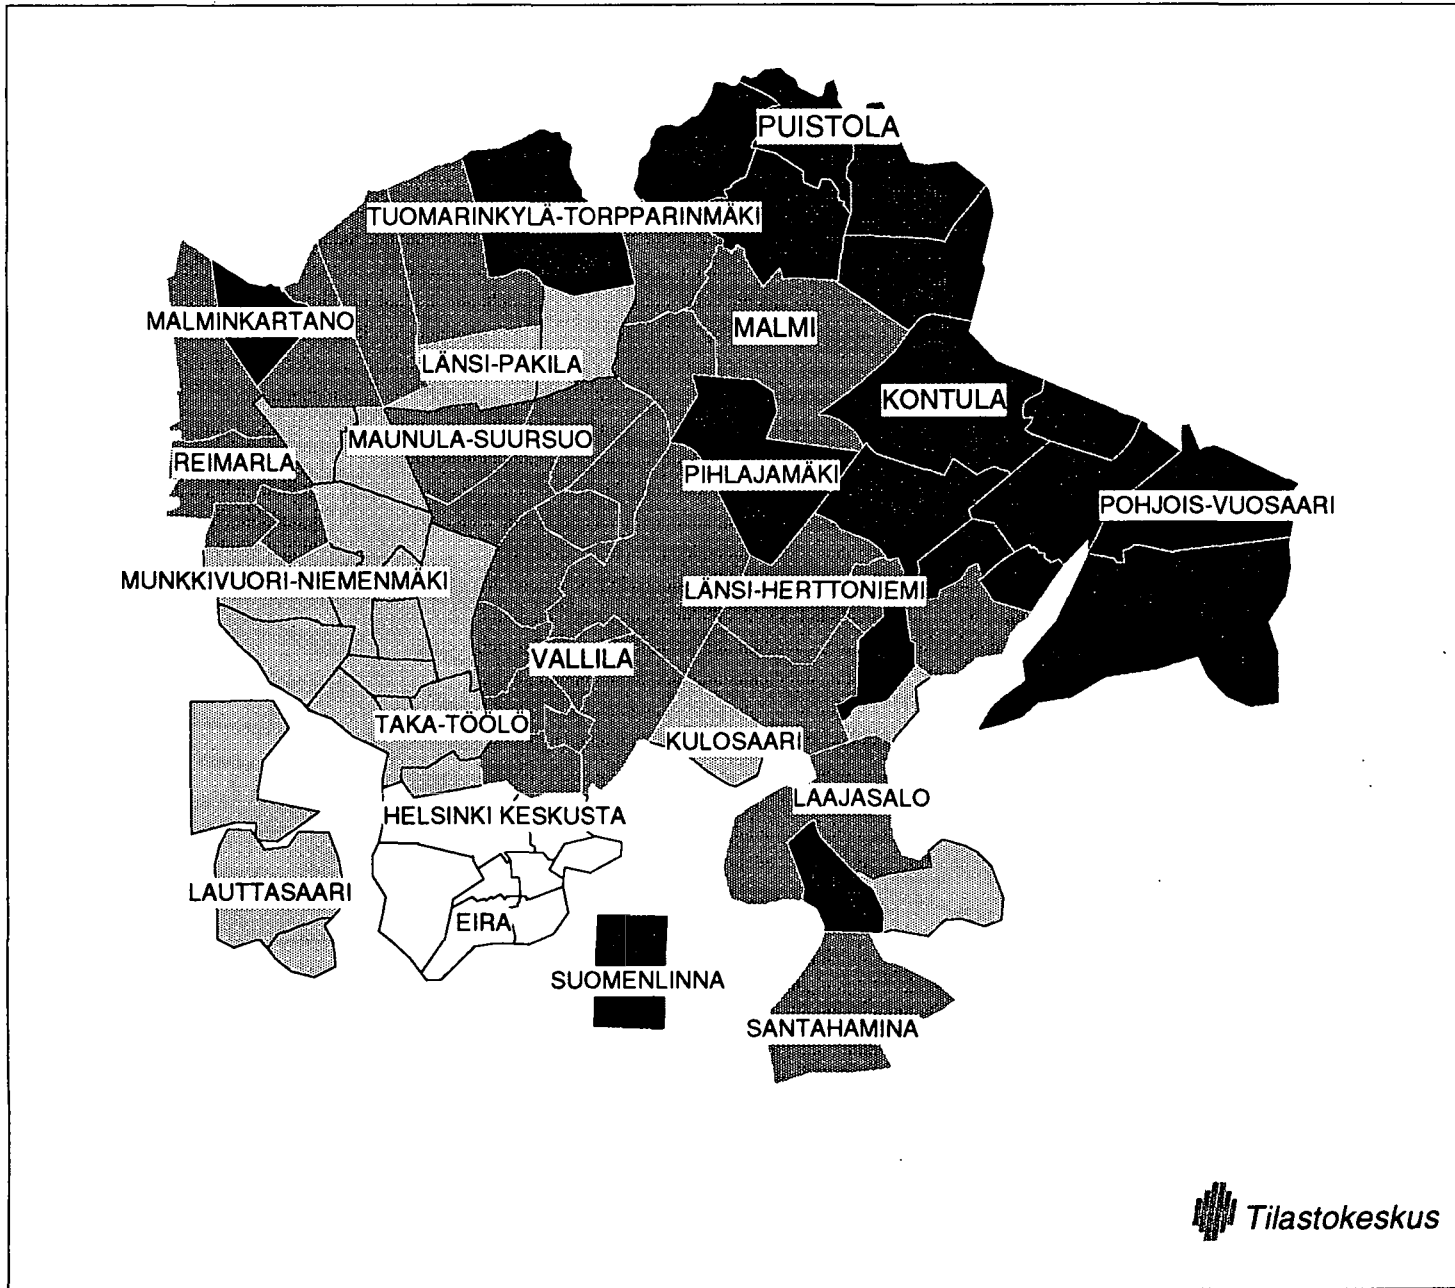 PUISTOLA
TUOMARINKYLÄ-TORPPARINMÄKI
MALMINKARTANO
MALMI
LÄNSI-PAKILA
KONTULA
MAUNULA-SUURSUO
REIMARLA
PIHLAJAMÄKI
POHJOIS-VUOSAARI
MUNKKIVUORI-NIEMENMÄKI
LÄNSI-HERTTONIEMI
VALLILA
TAKA-TÖÖLÖ
KULOSAARI
LAAJASALO
HELSINKI KESKUSTA
LAUTTASAARI
EIRA
SUOMENLINNA
SANTAHAMINA
Tilastokeskus